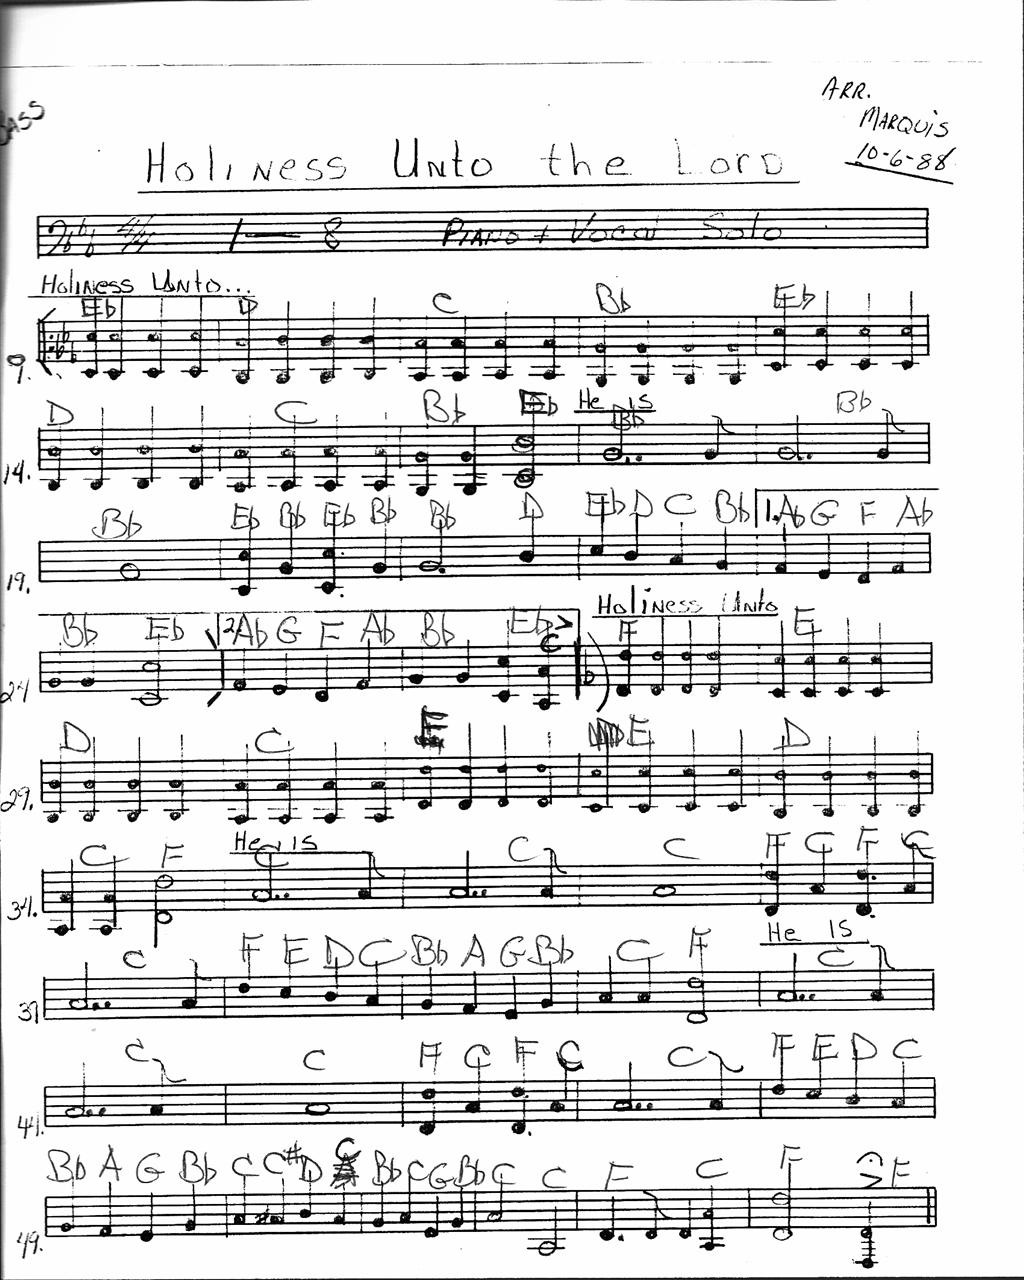 BASS
ARR.
MARQUIS
10-6-88
HOLINESS UNTO the LORD
4/4 1—8 PIANO + Vocal Solo
HOLINESS UNTO...
Eb D C Bb Eb
9.
He is
D C Bb Eb Bb Bb
14.
Bb Eb Bb Eb Bb Bb D Eb D C Bb 1. Ab G F Ab
19.
HOLINESS UNTO
Bb Eb 2. Ab G F Ab Bb Eb C F E
24
D C F E D
29.
He is
C F C C C F C F C
34.
He is
C F E D C Bb A G Bb C F C
37
C C F C F C C F E D C
41.
Bb A G Bb C C# D C Bb C G Bb C C F C F F
49.